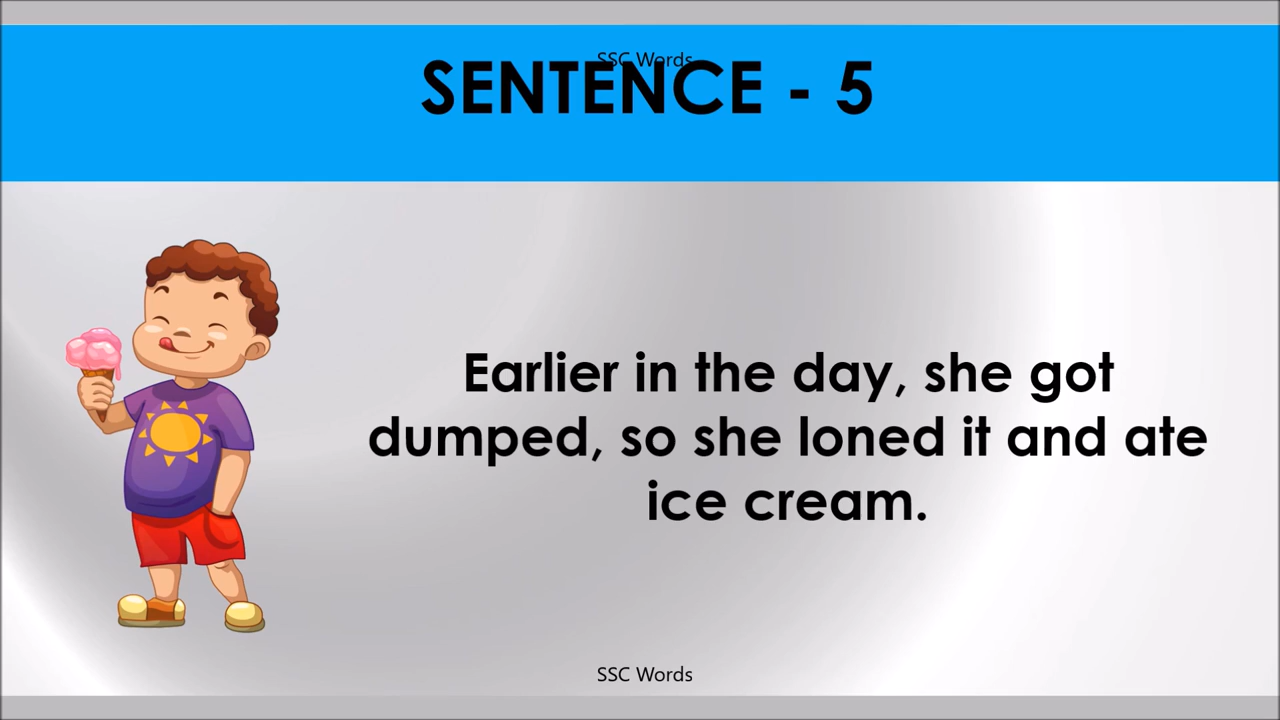 SSC Words
SENTENCE - 5
Earlier in the day, she got
dumped, so she loned it and ate
ice cream.
SSC Words